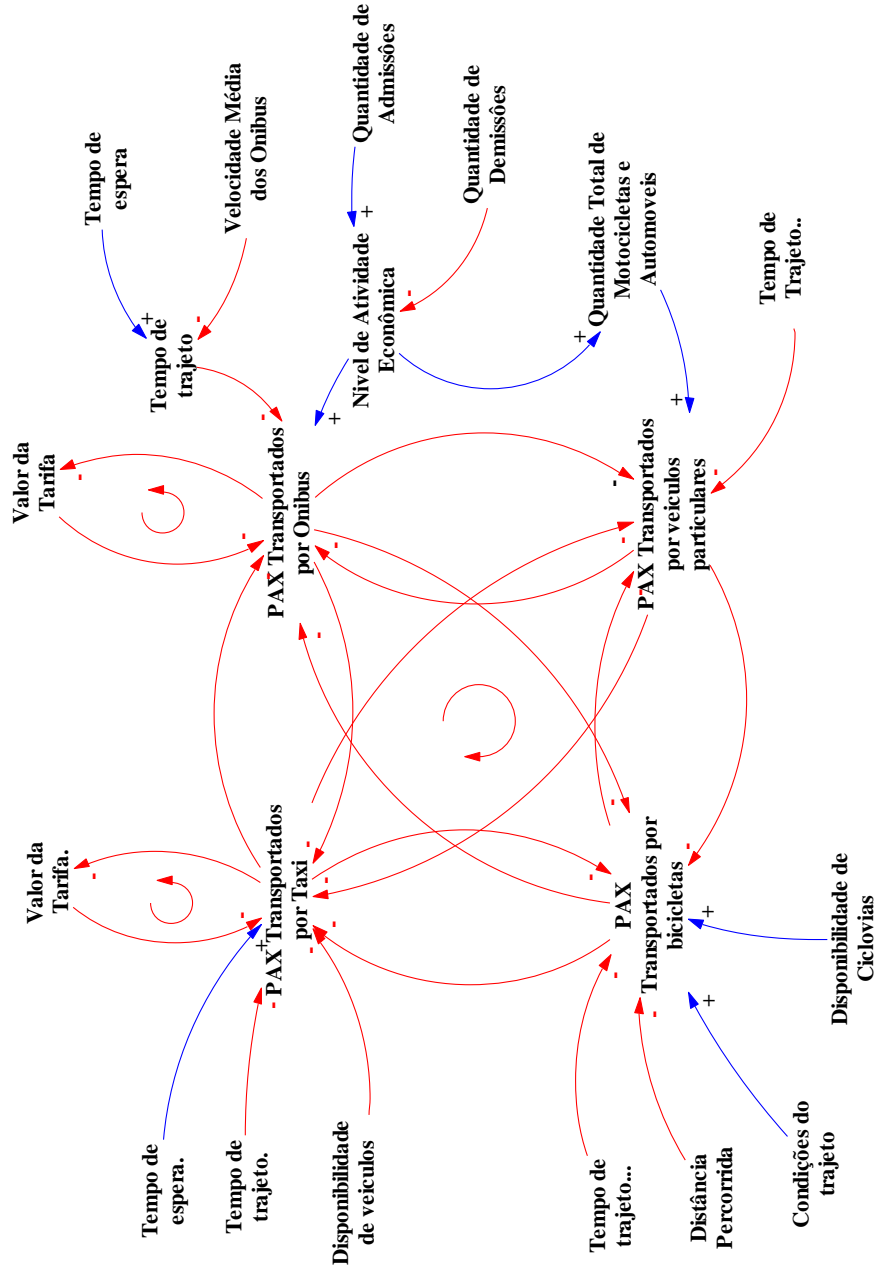 Valor da
Tarifa.
Valor da
Tarifa
Tempo de
espera.
Tempo de
trajeto.
Disponibilidade
de veiculos
PAX Transportados
por Taxi
PAX Transportados
por Onibus
Tempo de
trajeto
Tempo de
espera
Velocidade Média
dos Onibus
Nivel de Atividade
Econômica
Quantidade de
Admissões
Quantidade de
Demissões
Quantidade Total de
Motocicletas e
Automoveis
Tempo de
trajeto...
Distância
Percorrida
Condições do
trajeto
PAX
Transportados por
bicicletas
Disponibilidade de
Ciclovias
PAX Transportados
por veiculos
particulares
Tempo de
Trajeto..